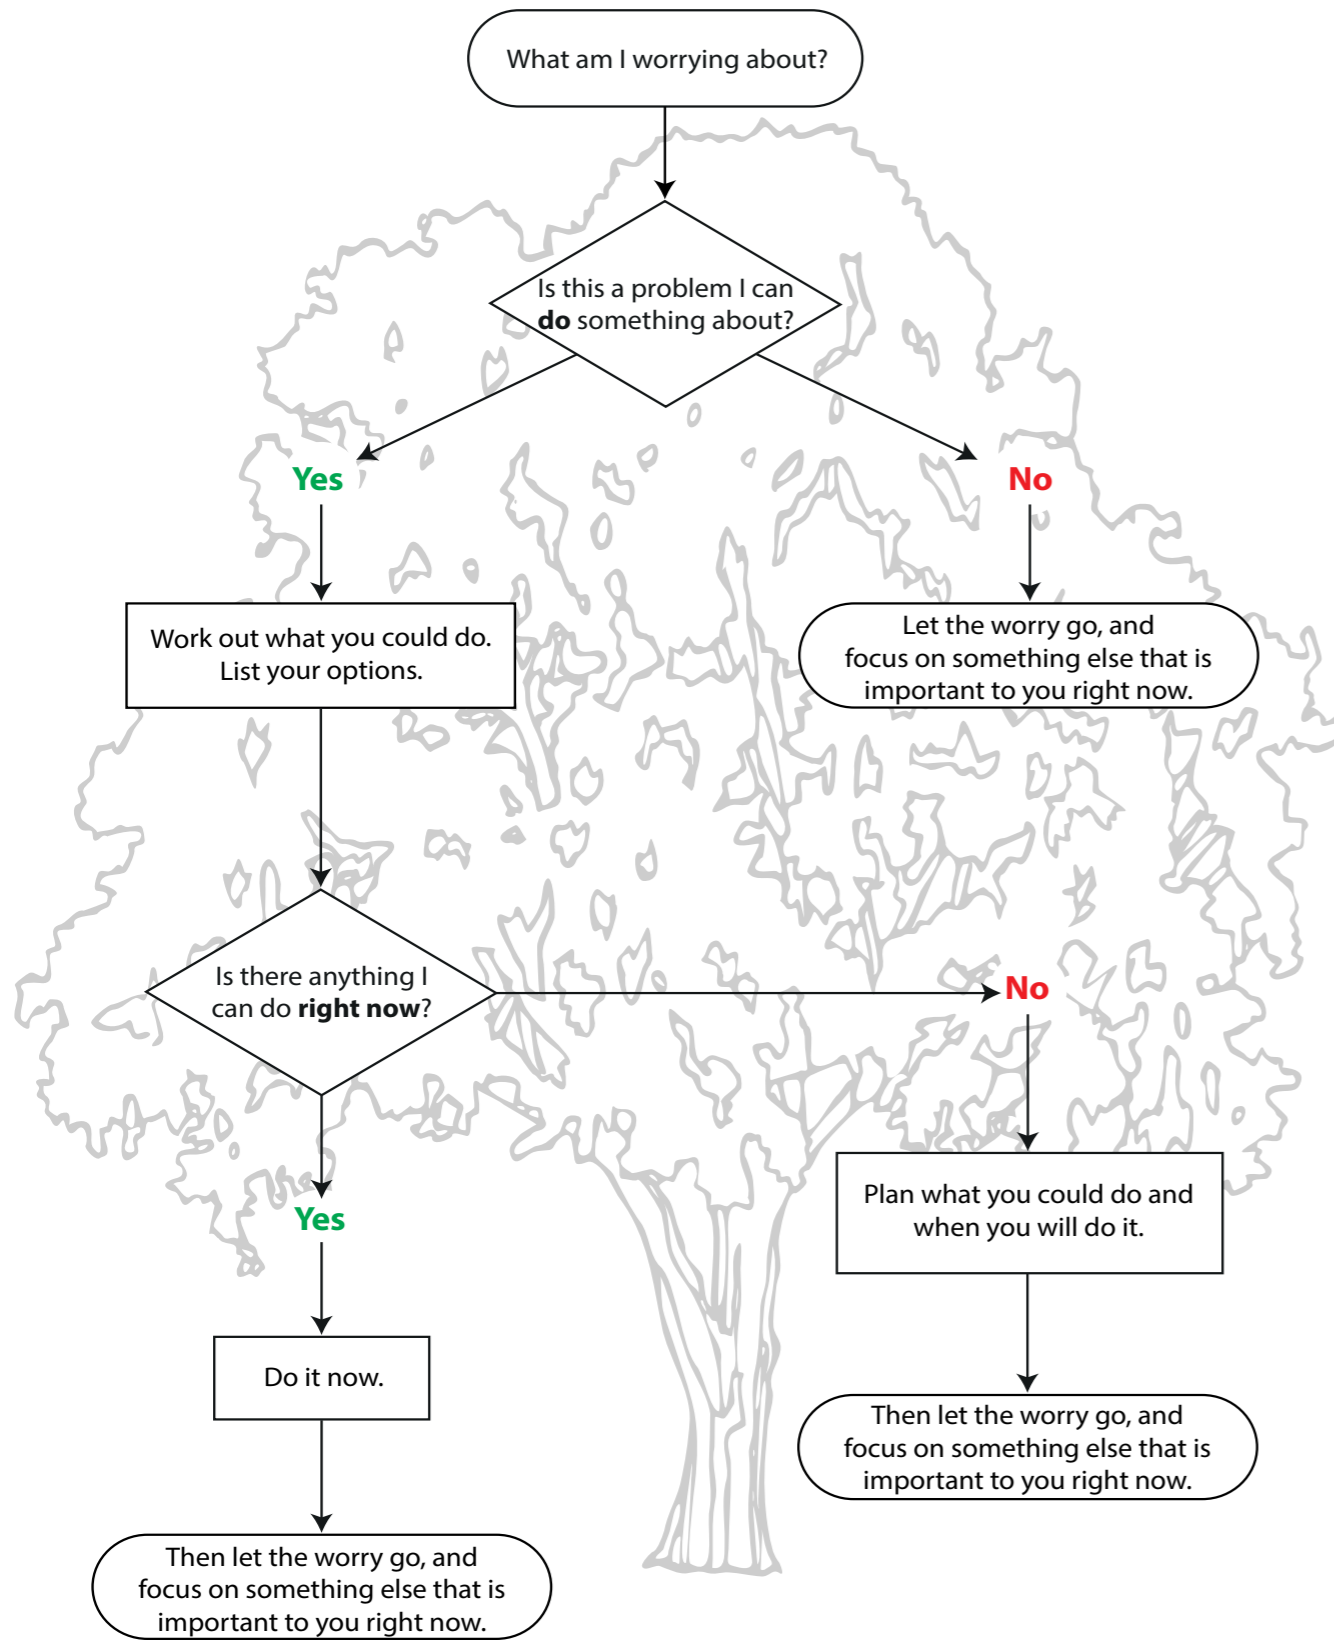 What am I worrying about?
Is this a problem I can
do something about?
Yes
No
Work out what you could do.
List your options.
Let the worry go, and
focus on something else that is
important to you right now.
Is there anything I
can do right now?
No
Yes
Plan what you could do and
when you will do it.
Do it now.
Then let the worry go, and
focus on something else that is
important to you right now.
Then let the worry go, and
focus on something else that is
important to you right now.